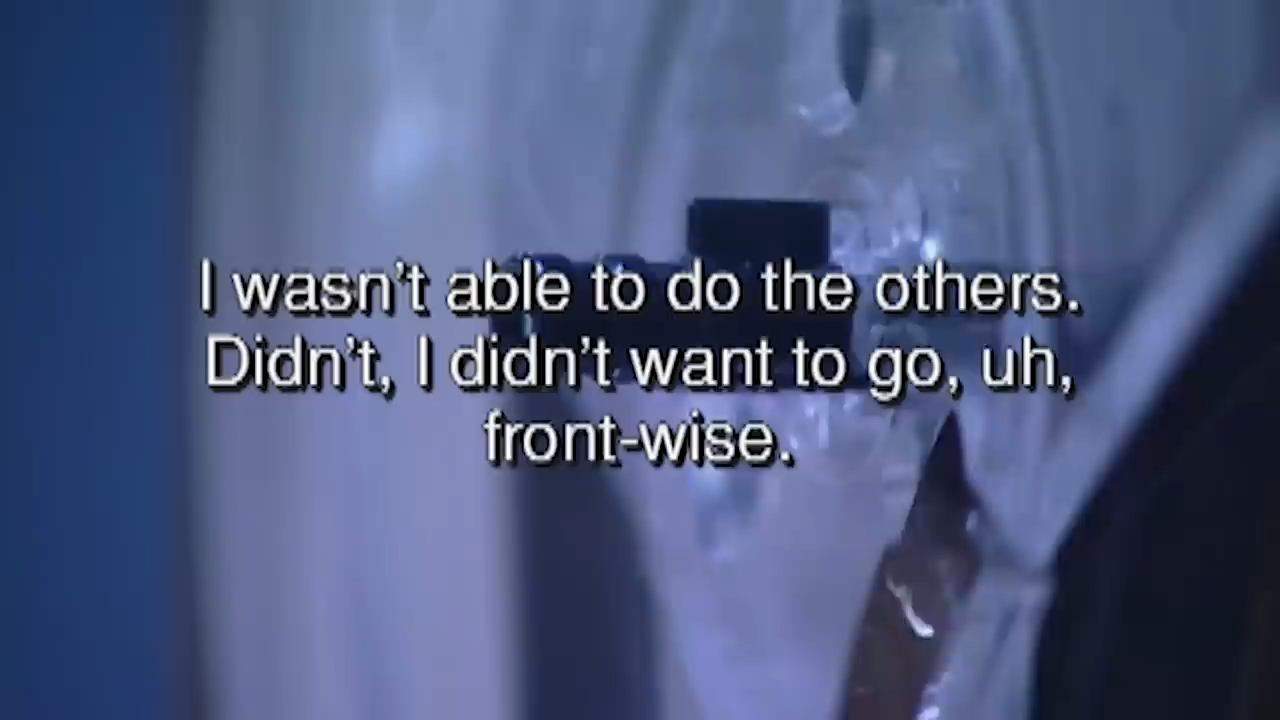 I wasn't able to do the others.
Didn't, I didn't want to go, uh,
front-wise.